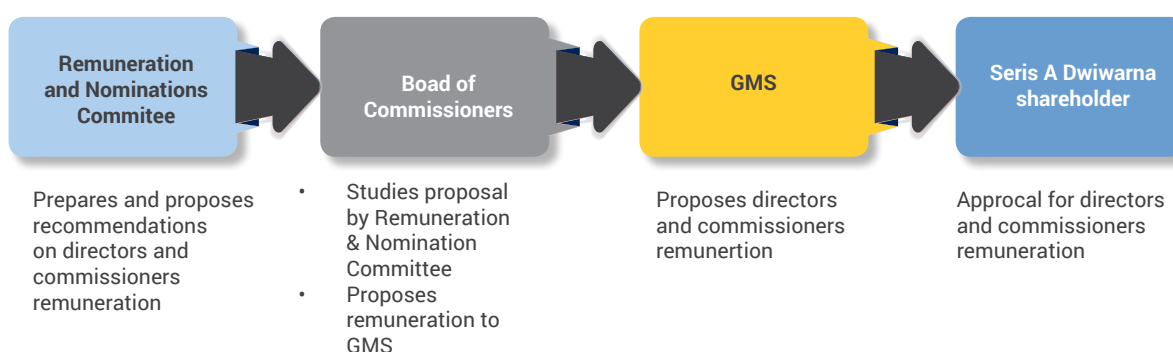 Remuneration
and Nominations
Commitee
Boad of
Commissioners
GMS
Seris A Dwiwarna
shareholder
Prepares and proposes
recommendations
on directors and
commissioners
remuneration
• Studies proposal
by Remuneration
& Nomination
Committee
• Proposes
remuneration to
GMS
Proposes directors
and commissioners
remunertion
Approcal for directors
and commissioners
remuneration